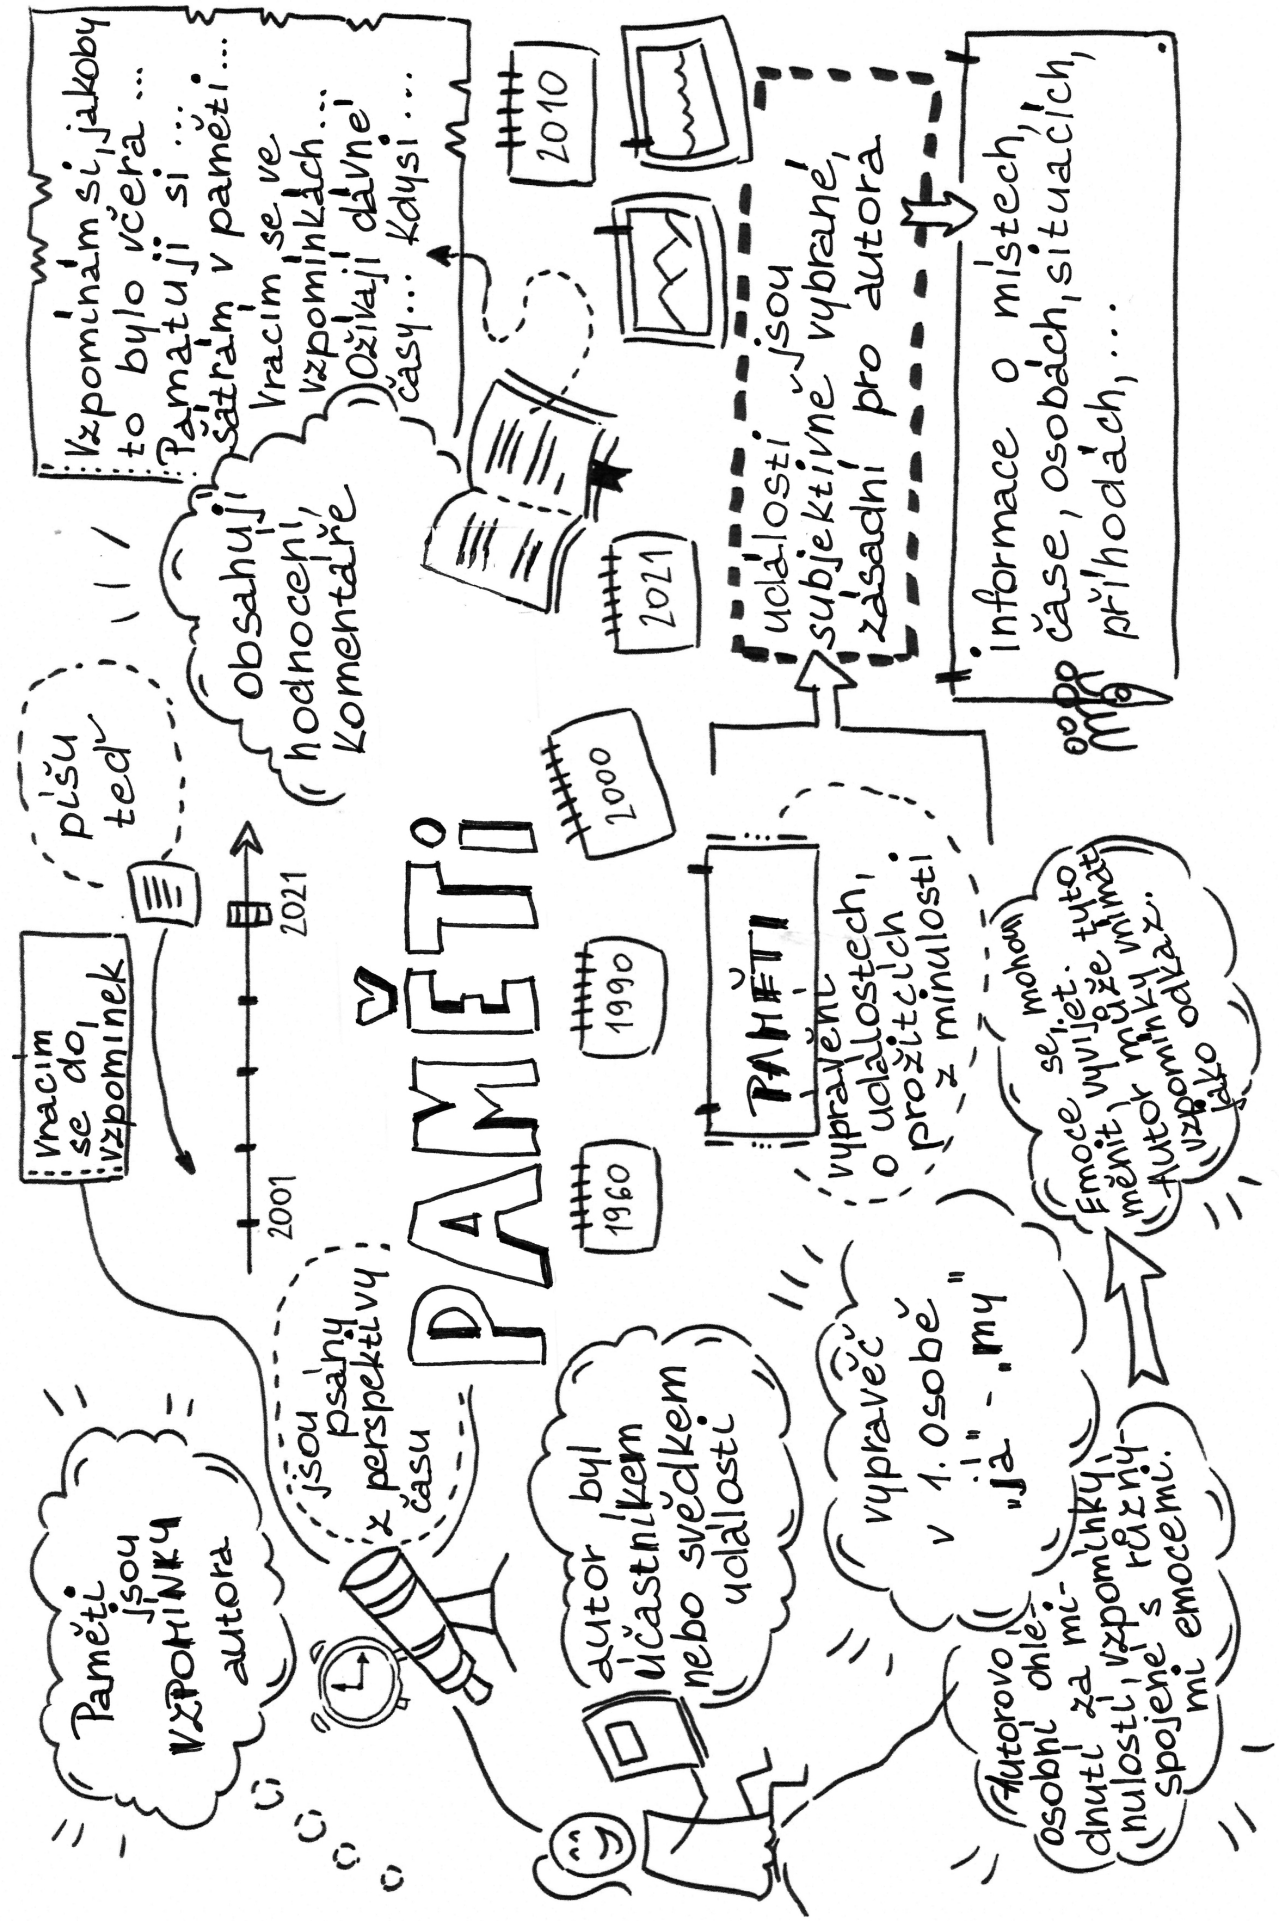 Paměti
jsou
VZPOMÍNKY
autora
vracím
se do
vzpomínek
píšu
teď
2001
2021
jsou
psány
z perspektivy
času
obsahují
hodnocení,
komentáře
Vzpomínám si, jakoby
to bylo včera...
Pamatuji si...
šátrám v paměti...
Vracím se ve
vzpomínkách...
Ožívají dávné
časy... Kdysi...
PAMĚTI
1960
1990
2000
2021
2010
autor byl
účastníkem
nebo svědkem
události
PAMĚTI
vyprávění
o událostech,
prožitcích
z minulosti
události jsou
subjektivně vybrané,
zásadní pro autora
informace o místech,
čase, osobách, situacích,
příhodách,...
vypravěč
v 1. osobě
„já" - „my"
Autorovo
osobní ohlé-
dnutí za mi-
nulostí, vzpomínky
spojené s různý-
mi emocemi.
Emoce se mohou
měnit, vyvíjet.
Autor může tyto
vzpomínky vnímat
jako odkaz.